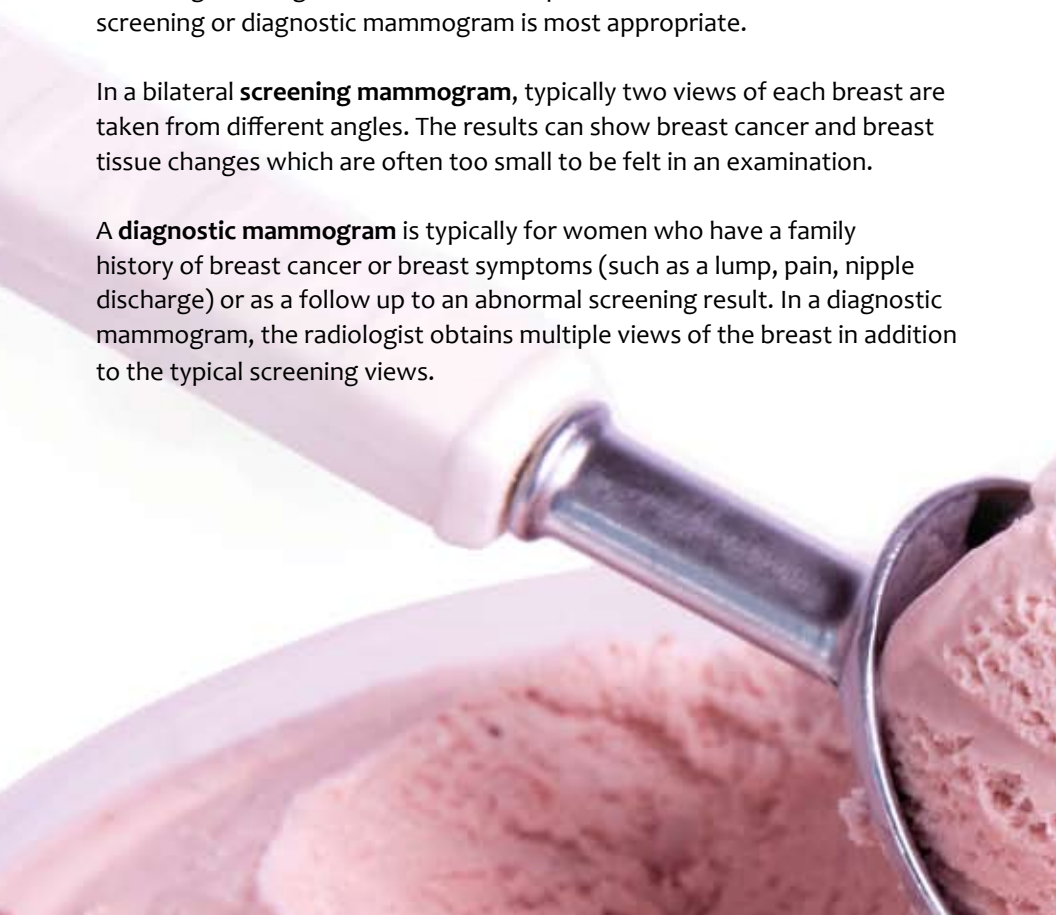 screening or diagnostic mammogram is most appropriate.
In a bilateral screening mammogram, typically two views of each breast are
taken from different angles. The results can show breast cancer and breast
tissue changes which are often too small to be felt in an examination.
A diagnostic mammogram is typically for women who have a family
history of breast cancer or breast symptoms (such as a lump, pain, nipple
discharge) or as a follow up to an abnormal screening result. In a diagnostic
mammogram, the radiologist obtains multiple views of the breast in addition
to the typical screening views.